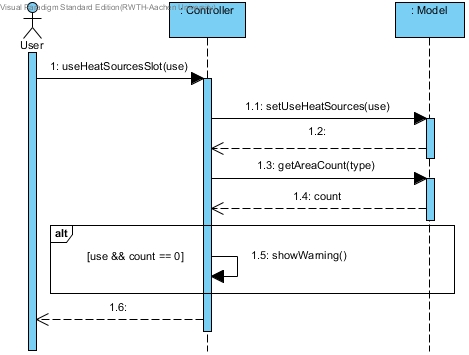 Visual Paradigm Standard Edition(RWTH-Aachen
: Controller
: Model
User
1: useHeatSourcesSlot(use)
1.1: setUseHeatSources(use)
1.2:
1.3: getAreaCount(type)
1.4: count
alt
[use && count == 0]
1.5: showWarning()
1.6: